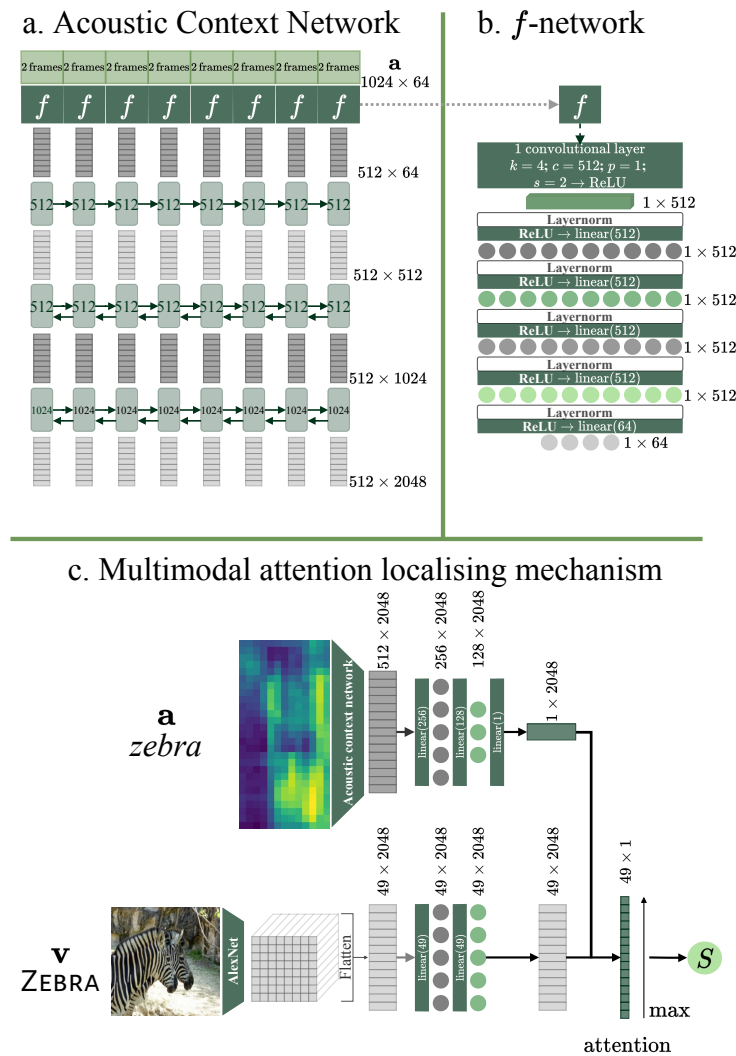 a. Acoustic Context Network
2 frames 2 frames 2 frames 2 frames 2 frames 2 frames 2 frames 2 frames
a
1024 × 64
f f f f f f f f
512 × 64
512 512 512 512 512 512 512 512
512 × 512
512 512 512 512 512 512 512 512
512 × 1024
1024 1024 1024 1024 1024 1024 1024 1024
512 × 2048
b. f-network
f
1 convolutional layer
k = 4; c = 512; p = 1;
s = 2 → ReLU
1 × 512
Layernorm
ReLU → linear(512)
1 × 512
Layernorm
ReLU → linear(512)
1 × 512
Layernorm
ReLU → linear(512)
1 × 512
Layernorm
ReLU → linear(512)
1 × 512
Layernorm
ReLU → linear(64)
1 × 64
c. Multimodal attention localising mechanism
a
zebra
Acoustic context network
512 × 2048
linear(256)
256 × 2048
linear(128)
128 × 2048
linear(1)
1 × 2048
v
ZEBRA
AlexNet
Flatten
49 × 2048
linear(49)
49 × 2048
linear(49)
49 × 2048
49 × 2048
49 × 1
max
attention
S